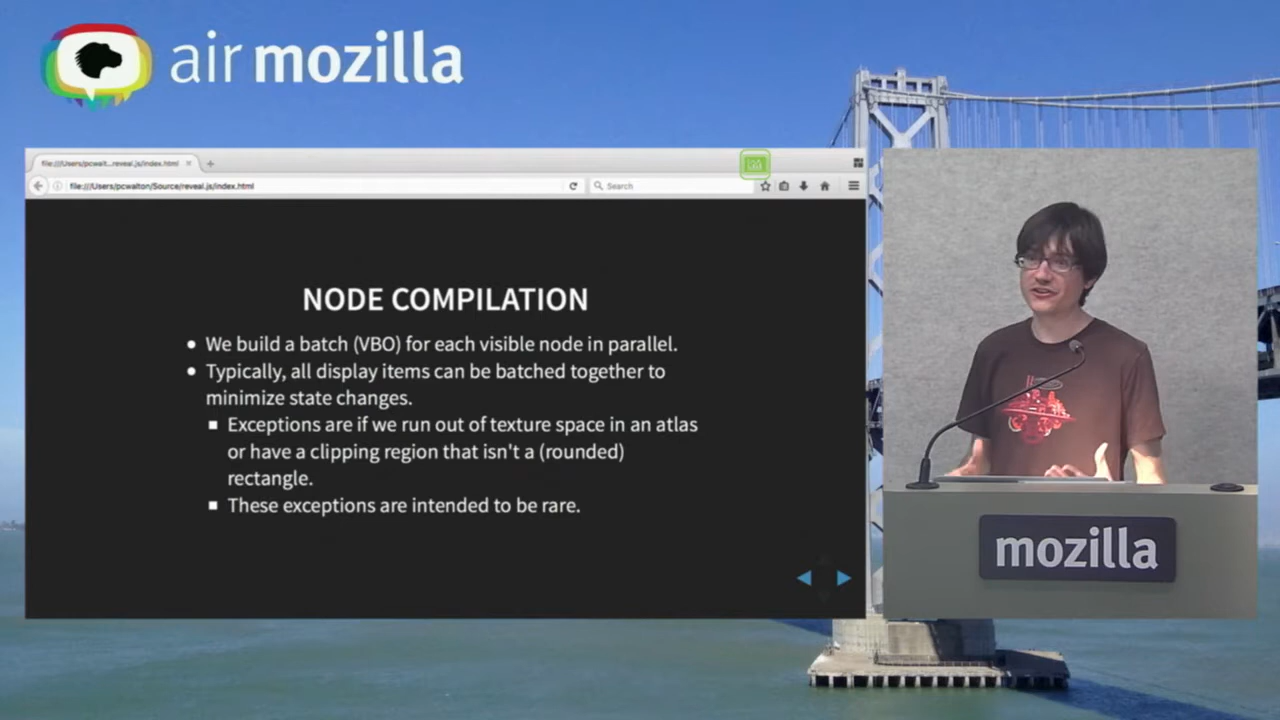 air mozilla
file:///Users/pcwalt...reveal.js/index.html
file:///Users/pcwalton/Source/reveal.js/index.html
Search
NODE COMPILATION
• We build a batch (VBO) for each visible node in parallel.
• Typically, all display items can be batched together to
minimize state changes.
▪ Exceptions are if we run out of texture space in an atlas
or have a clipping region that isn't a (rounded)
rectangle.
▪ These exceptions are intended to be rare.
mozilla